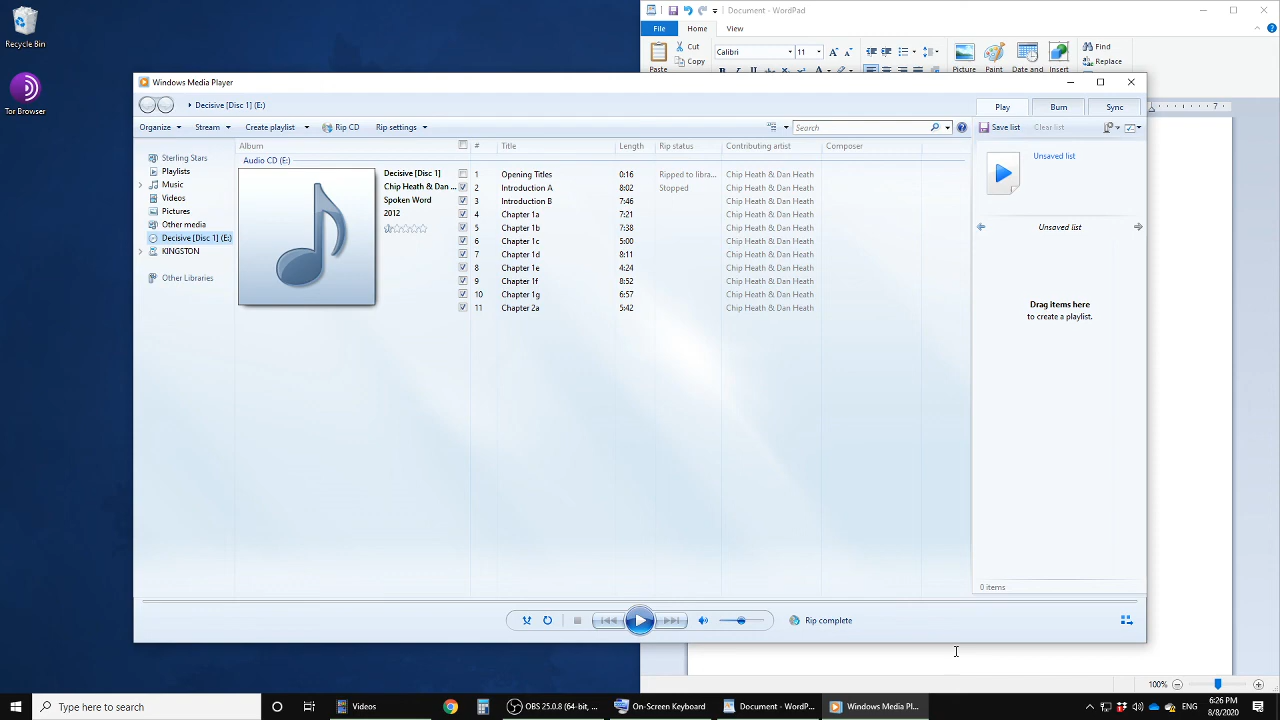 Recycle Bin
Tor Browser
Document - WordPad
File Home View
Paste
Cut
Copy
Calibri 11
Picture
Paint
Date and
Insert
Find
Replace
7
Windows Media Player
Decisive [Disc 1] (E:)
Play Burn Sync
Organize Stream Create playlist Rip CD Rip settings
Search
Save list Clear list
Album # Title Length Rip status Contributing artist Composer
Sterling Stars
Playlists
Music
Videos
Pictures
Other media
Decisive [Disc 1] (E:)
KINGSTON
Other Libraries
Audio CD (E:)
Decisive [Disc 1]
Chip Heath & Dan ...
Spoken Word
2012
1 Opening Titles 0:16 Ripped to libra... Chip Heath & Dan Heath
2 Introduction A 8:02 Stopped Chip Heath & Dan Heath
3 Introduction B 7:46 Chip Heath & Dan Heath
4 Chapter 1a 7:21 Chip Heath & Dan Heath
5 Chapter 1b 7:38 Chip Heath & Dan Heath
6 Chapter 1c 5:00 Chip Heath & Dan Heath
7 Chapter 1d 8:11 Chip Heath & Dan Heath
8 Chapter 1e 4:24 Chip Heath & Dan Heath
9 Chapter 1f 8:52 Chip Heath & Dan Heath
10 Chapter 1g 6:57 Chip Heath & Dan Heath
11 Chapter 2a 5:42 Chip Heath & Dan Heath
Unsaved list
Unsaved list
Drag items here
to create a playlist.
0 items
Rip complete
100%
Type here to search
Videos
OBS 25.0.8 (64-bit, ...
On-Screen Keyboard
Document - WordP...
Windows Media Pl...
ENG
6:26 PM
8/8/2020